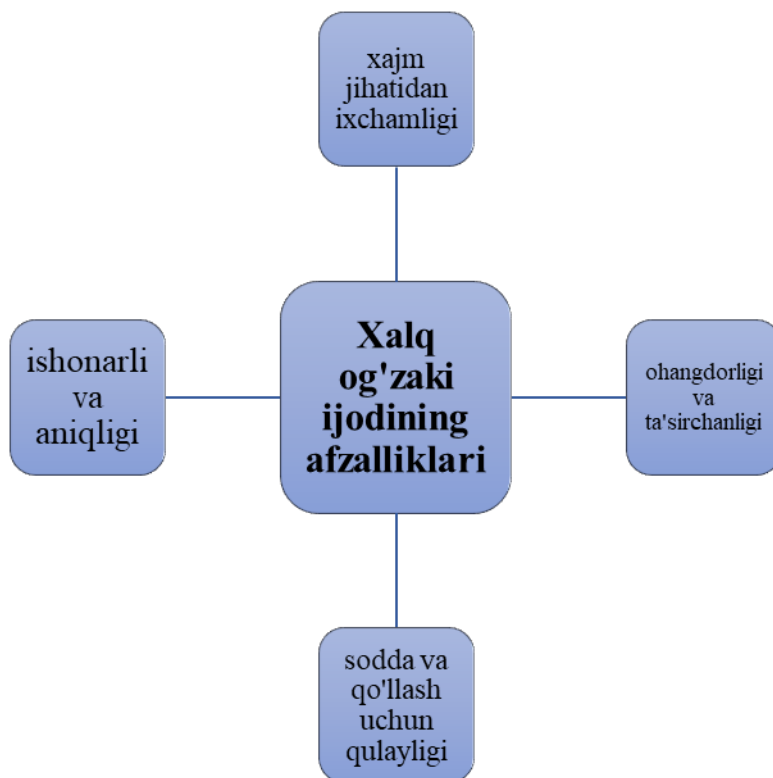 xajm
jihatidan
ixchamligi
ishonarli
va
aniqligi
Xalq
og'zaki
ijodining
afzalliklari
ohangdorligi
va
ta'sirchanligi
sodda va
qo'llash
uchun
qulayligi